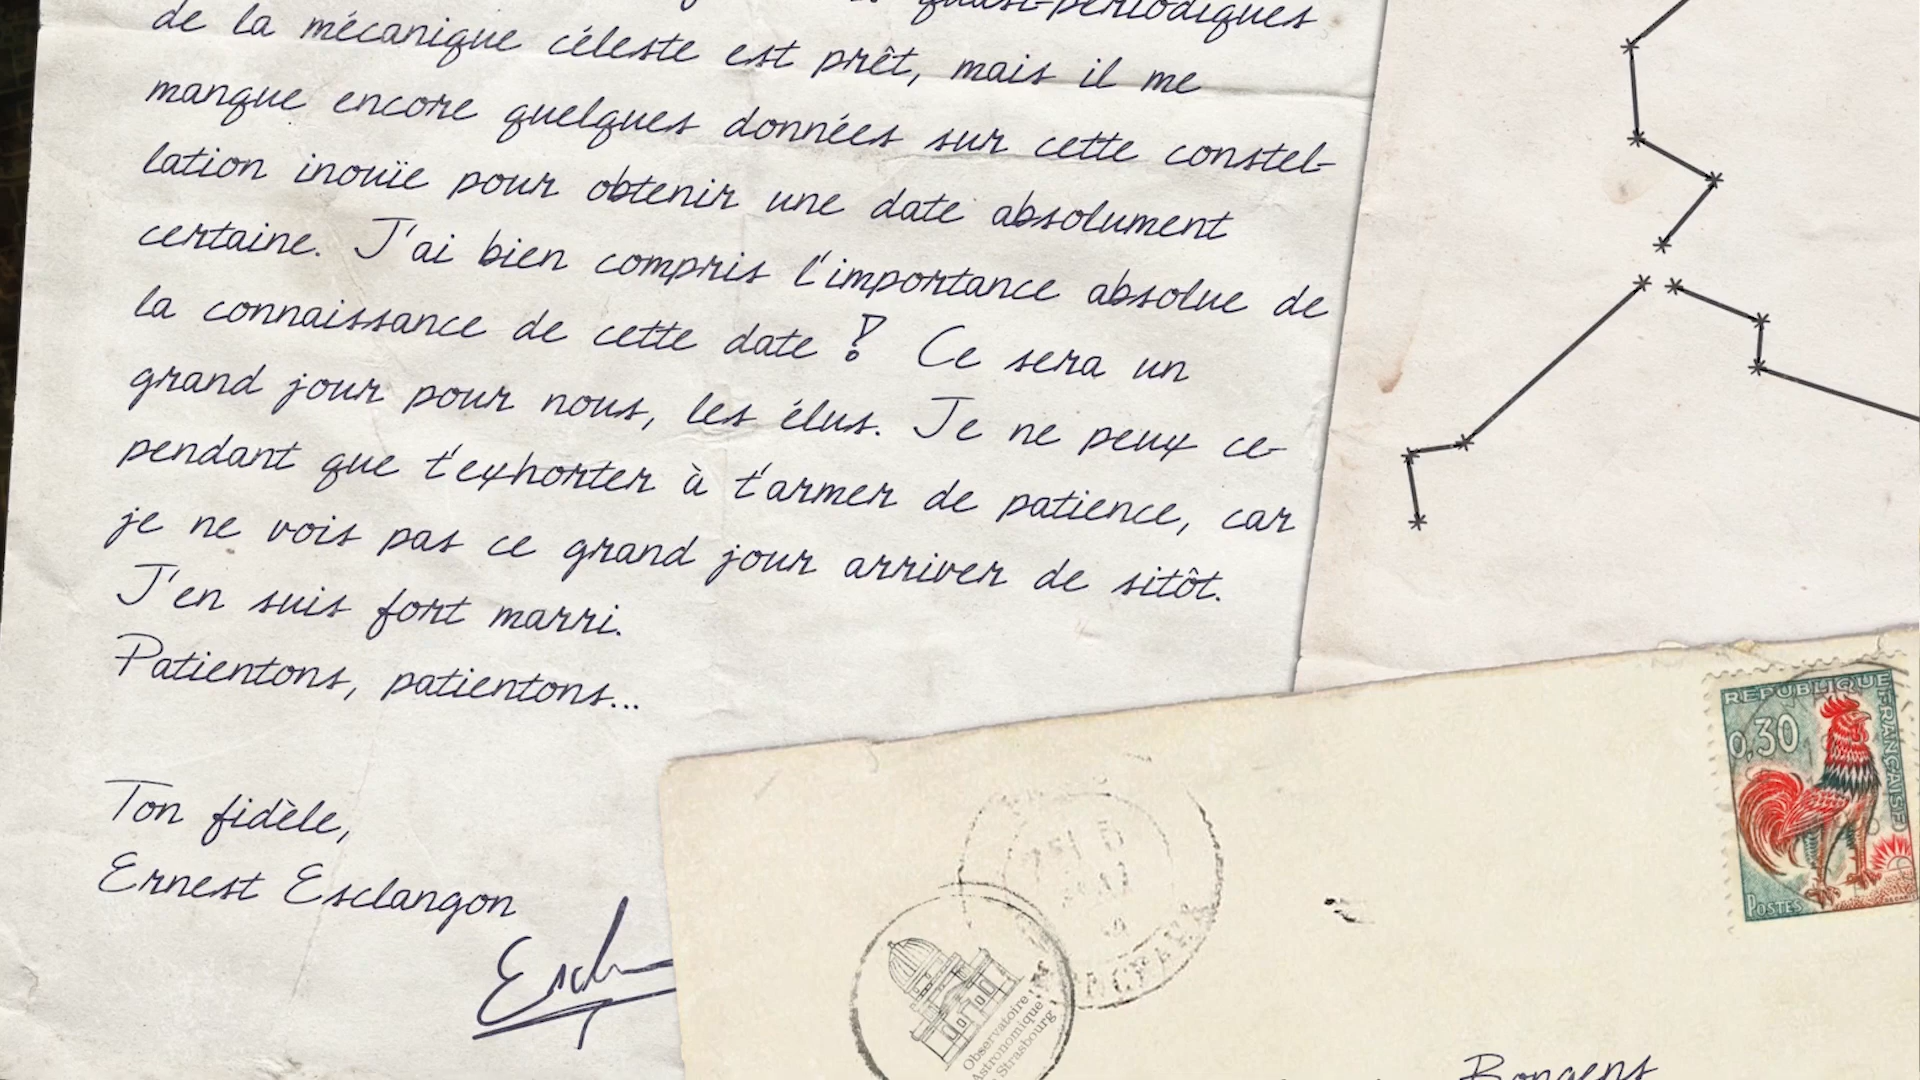 quasi-périodiques
de la mécanique céleste est prêt, mais il me
manque encore quelques données sur cette constel-
lation inouïe pour obtenir une date absolument
certaine. J'ai bien compris l'importance absolue de
la connaissance de cette date ! Ce sera un
grand jour pour nous, les élus. Je ne peux ce-
pendant que t'exhorter à t'armer de patience, car
je ne vois pas ce grand jour arriver de sitôt.
J'en suis fort marri.
Patientons, patientons...
Ton fidèle,
Ernest Esclangon
REPUBLIQUE FRANÇAISE
0,30
POSTES
Observatoire
Astronomique
Strasbourg